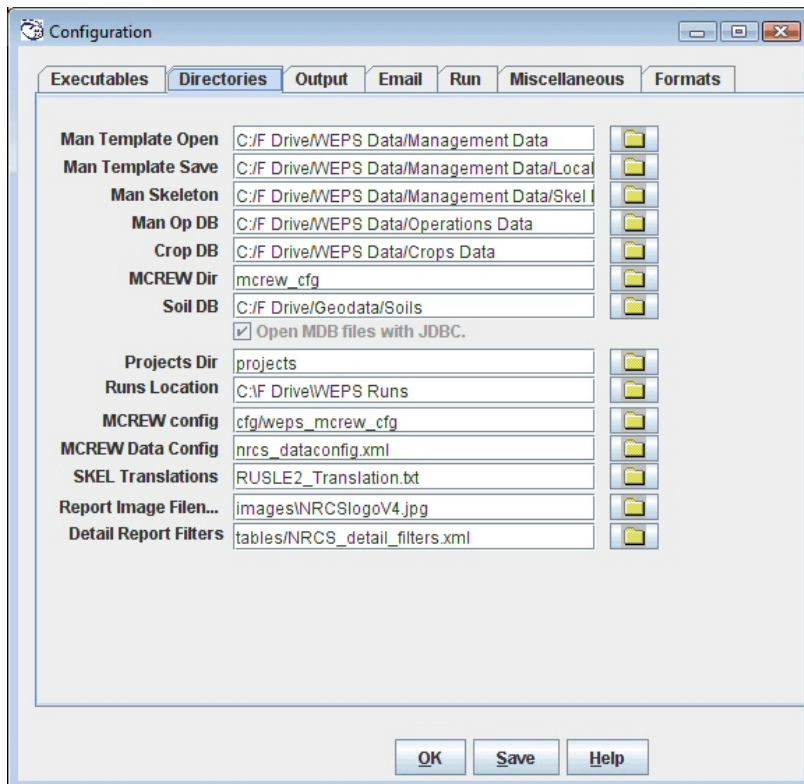 Configuration
Executables Directories Output Email Run Miscellaneous Formats
Man Template Open C:/F Drive/WEPS Data/Management Data
Man Template Save C:/F Drive/WEPS Data/Management Data/Local
Man Skeleton C:/F Drive/WEPS Data/Management Data/Skel
Man Op DB C:/F Drive/WEPS Data/Operations Data
Crop DB C:/F Drive/WEPS Data/Crops Data
MCREW Dir mcrew_cfg
Soil DB C:/F Drive/Geodata/Soils
Open MDB files with JDBC.
Projects Dir projects
Runs Location C:\F Drive\WEPS Runs
MCREW config cfg/weps_mcrew_cfg
MCREW Data Config nrcs_dataconfig.xml
SKEL Translations RUSLE2_Translation.txt
Report Image Filen... images\NRCSlogoV4.jpg
Detail Report Filters tables/NRCS_detail_filters.xml
OK Save Help